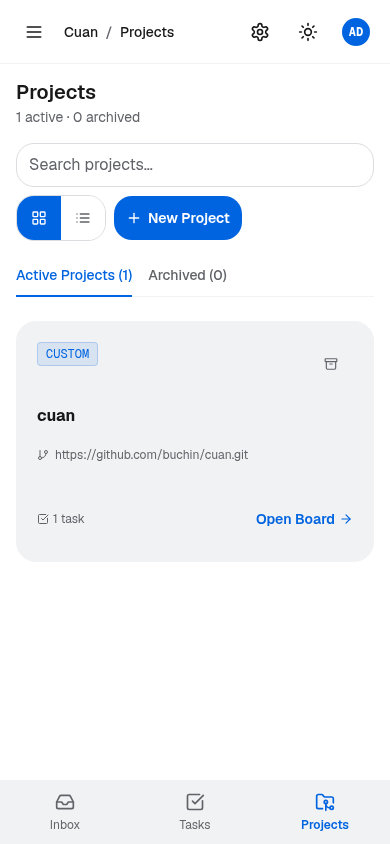 Cuan / Projects
AD
Projects
1 active · 0 archived
Search projects...
New Project
Active Projects (1)
Archived (0)
CUSTOM
cuan
https://github.com/buchin/cuan.git
1 task
Open Board
Inbox
Tasks
Projects